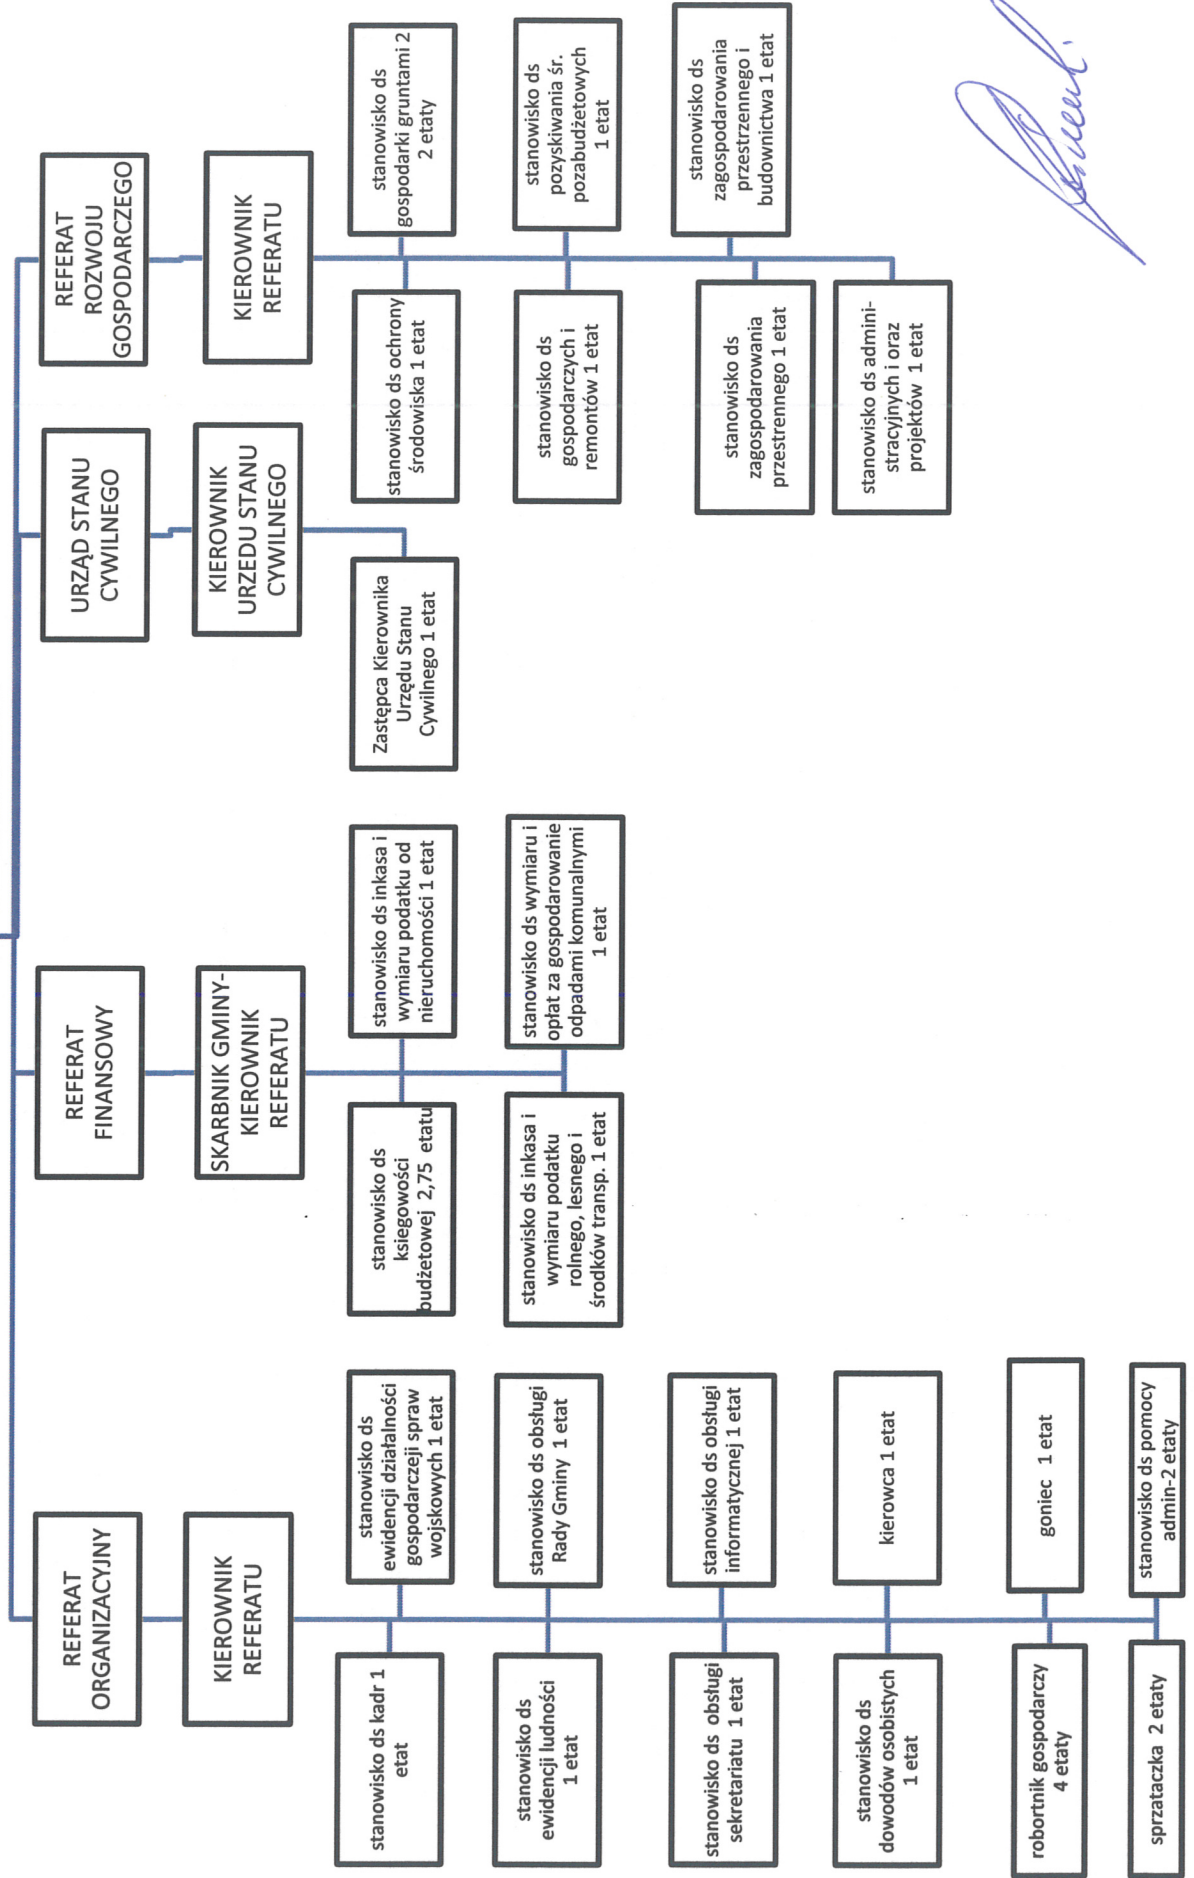 REFERAT
ORGANIZACYJNY
KIEROWNIK
REFERATU
stanowisko ds kadr 1
etat
stanowisko ds
ewidencji działalności
gospodarczeji spraw
wojskowych 1 etat
stanowisko ds
ewidencji ludności
1 etat
stanowisko ds obsługi
Rady Gminy 1 etat
stanowisko ds obsługi
sekretariatu 1 etat
stanowisko ds obsługi
informatycznej 1 etat
stanowisko ds
dowodów osobistych
1 etat
kierowca 1 etat
robortnik gospodarczy
4 etaty
goniec 1 etat
sprzataczka 2 etaty
stanowisko ds pomocy
admin-2 etaty
REFERAT
FINANSOWY
SKARBNIK GMINY-
KIEROWNIK
REFERATU
stanowisko ds
ksiegowości
budżetowej 2,75 etatu
stanowisko ds inkasa i
wymiaru podatku od
nieruchomości 1 etat
stanowisko ds inkasa i
wymiaru podatku
rolnego, lesnego i
środków transp. 1 etat
stanowisko ds wymiaru i
opłat za gospodarowanie
odpadami komunalnymi
1 etat
URZĄD STANU
CYWILNEGO
KIEROWNIK
URZEDU STANU
CYWILNEGO
Zastępca Kierownika
Urzędu Stanu
Cywilnego 1 etat
REFERAT
ROZWOJU
GOSPODARCZEGO
KIEROWNIK
REFERATU
stanowisko ds ochrony
środowiska 1 etat
stanowisko ds
gospodarki gruntami 2
2 etaty
stanowisko ds
gospodarczych i
remontów 1 etat
stanowisko ds
pozyskiwania śr.
pozabudżetowych
1 etat
stanowisko ds
zagospodarowania
przestrennego 1 etat
stanowisko ds
zagospodarowania
przestrzennego i
budownictwa 1 etat
stanowisko ds admini-
stracyjnych i oraz
projektów 1 etat